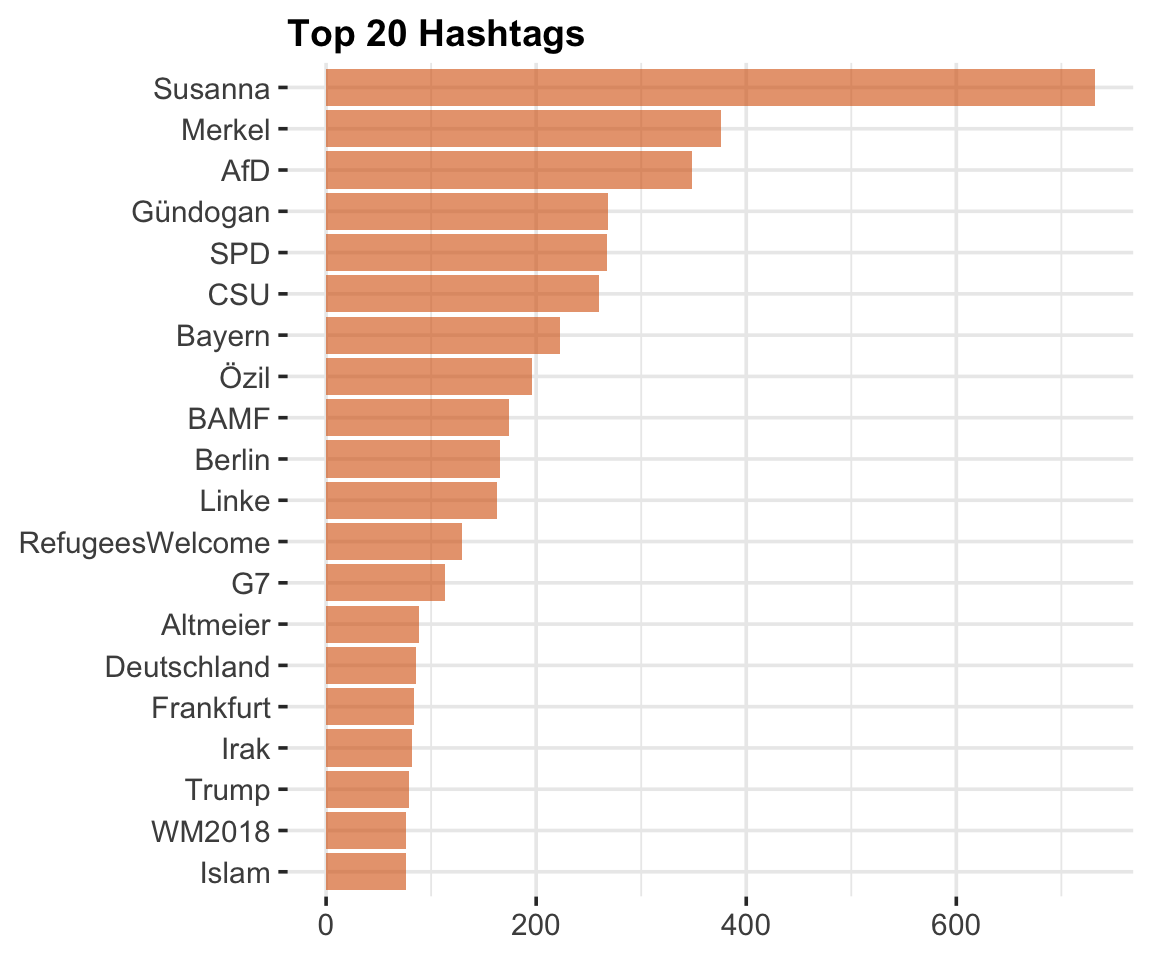 Top 20 Hashtags
Susanna
Merkel
AfD
Gündogan
SPD
CSU
Bayern
Özil
BAMF
Berlin
Linke
RefugeesWelcome
G7
Altmeier
Deutschland
Frankfurt
Irak
Trump
WM2018
Islam
0 200 400 600